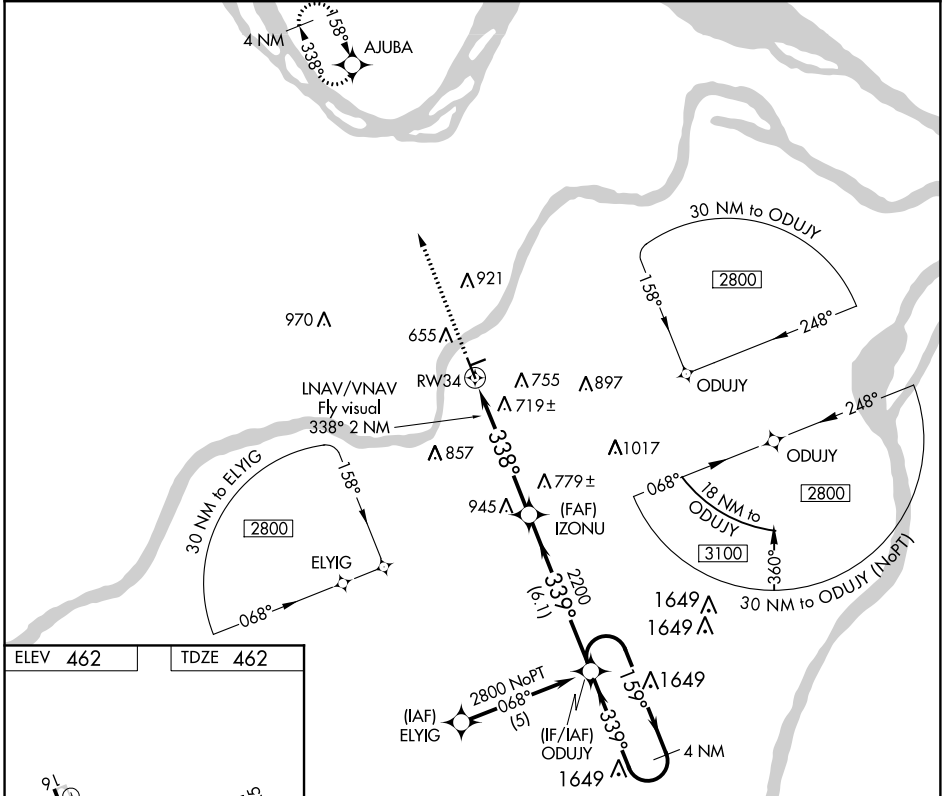 4 NM
158°
338°
AJUBA
30 NM to ODUJY
2800
158°
248°
ODUJY
921
970
655
LNAV/VNAV
Fly visual
338° 2 NM
RW34
755
897
719±
248°
338°
857
1017
ODUJY
068°
18 NM to
ODUJY
2800
30 NM to ELYIG
158°
779±
945
(FAF)
IZONU
2800
3100
360°
30 NM to ODUJY (NoPT)
ELYIG
068°
2200
339°
(6.1)
1649
1649
ELEV 462
TDZE 462
2800 NoPT
068°
(5)
159°
1649
(IAF)
ELYIG
(IF/IAF)
ODUJY
339°
4 NM
1649
16